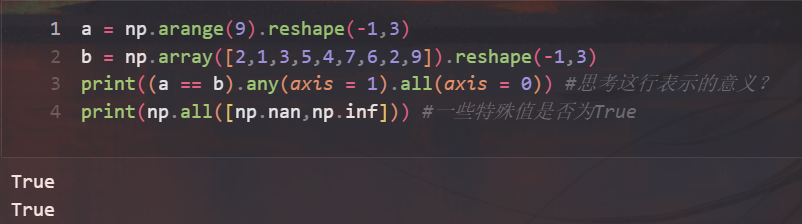 1 a = np.arange(9).reshape(-1,3)
2 b = np.array([2,1,3,5,4,7,6,2,9]).reshape(-1,3)
3 print((a == b).any(axis = 1).all(axis = 0)) #思考这行表示的意义?
4 print(np.all([np.nan,np.inf])) #一些特殊值是否为True
True
True